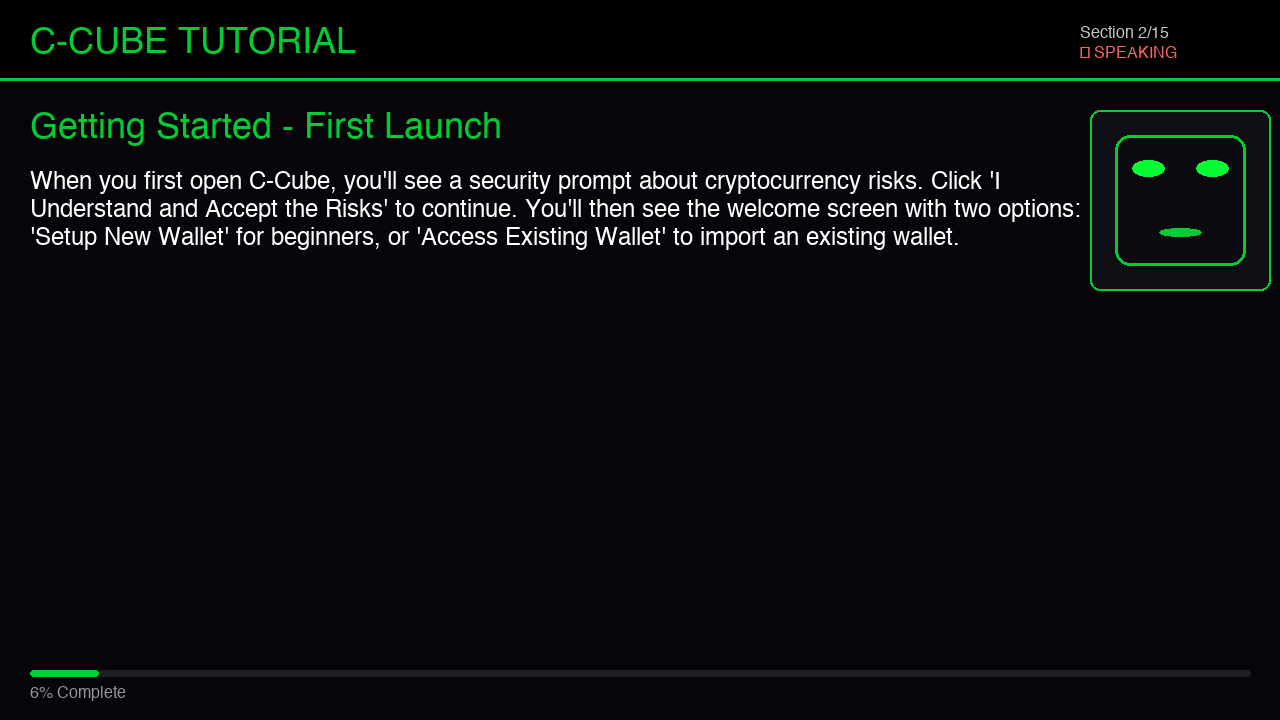 C-CUBE TUTORIAL
Section 2/15
SPEAKING
Getting Started - First Launch
When you first open C-Cube, you'll see a security prompt about cryptocurrency risks. Click 'I
Understand and Accept the Risks' to continue. You'll then see the welcome screen with two options:
'Setup New Wallet' for beginners, or 'Access Existing Wallet' to import an existing wallet.
6% Complete